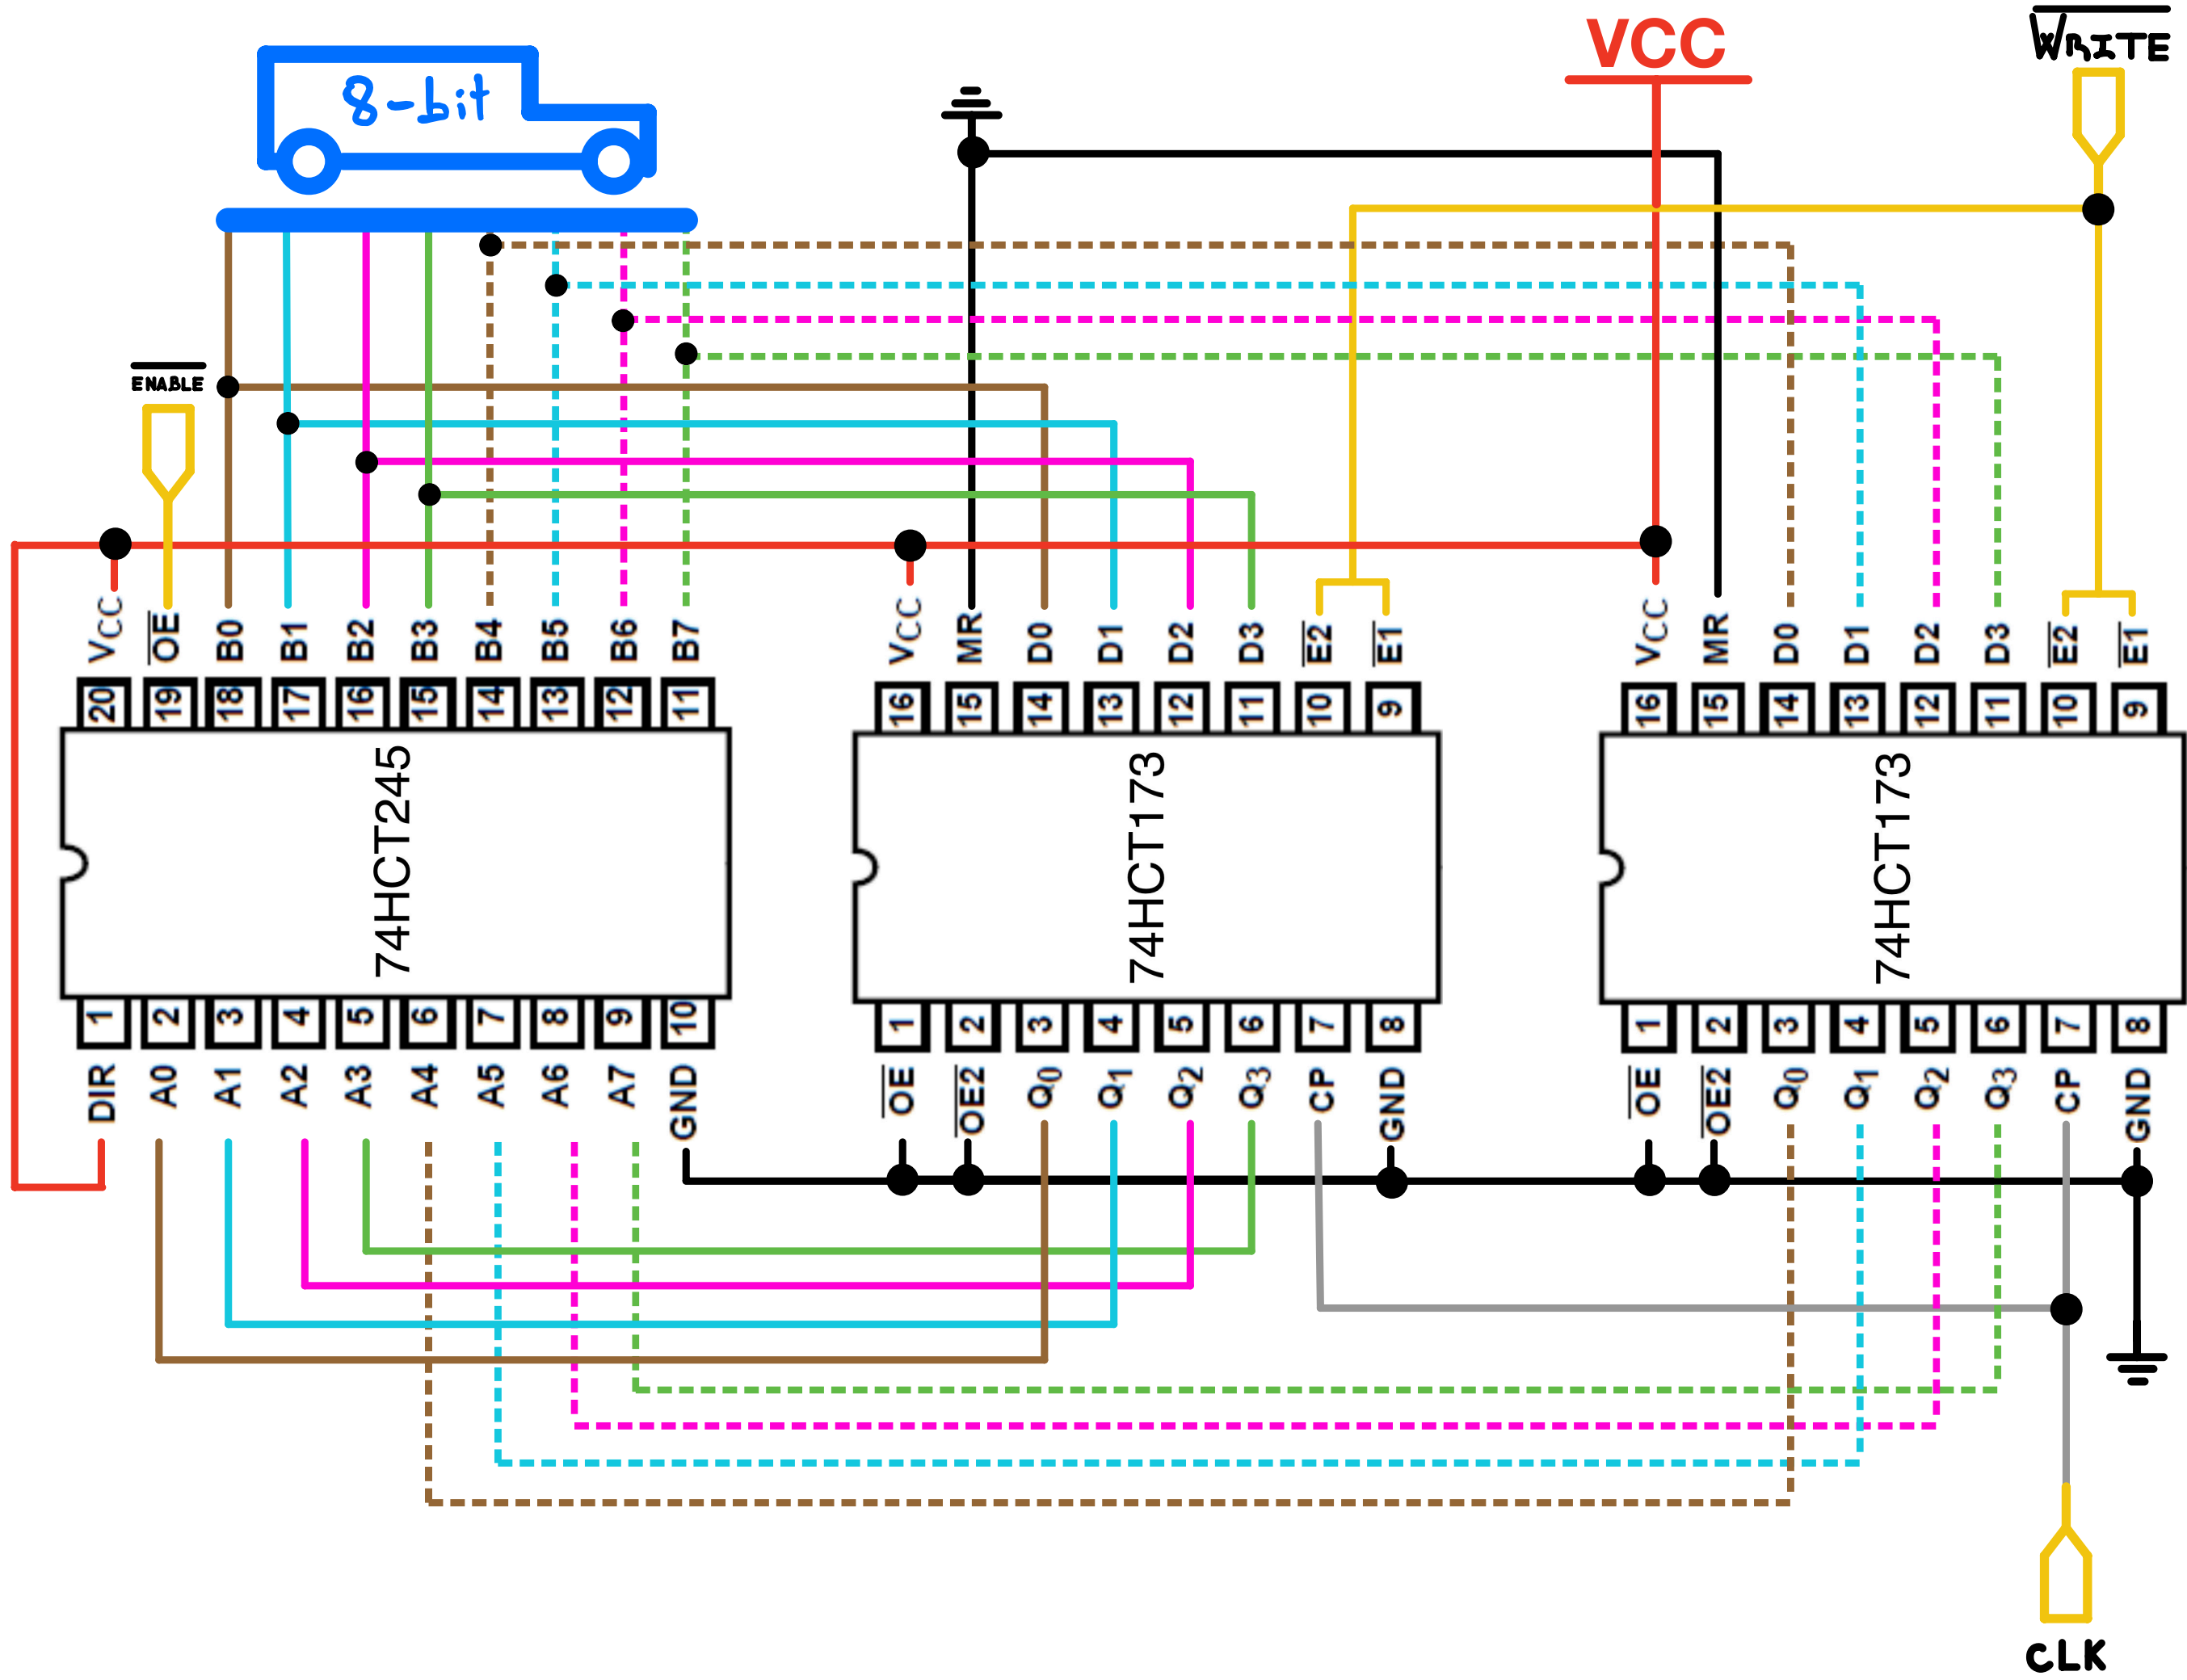 VCC
WRITE
8-bit
ENABLE
VCC OE B0 B1 B2 B3 B4 B5 B6 B7
VCC MR D0 D1 D2 D3 E2 E1
VCC MR D0 D1 D2 D3 E2 E1
20 19 18 17 16 15 14 13 12 11
16 15 14 13 12 11 10 9
16 15 14 13 12 11 10 9
74HCT245
74HCT173
74HCT173
1 2 3 4 5 6 7 8 9 10
1 2 3 4 5 6 7 8
1 2 3 4 5 6 7 8
DIR A0 A1 A2 A3 A4 A5 A6 A7 GND
OE OE2 Q0 Q1 Q2 Q3 CP GND
OE OE2 Q0 Q1 Q2 Q3 CP GND
CLK